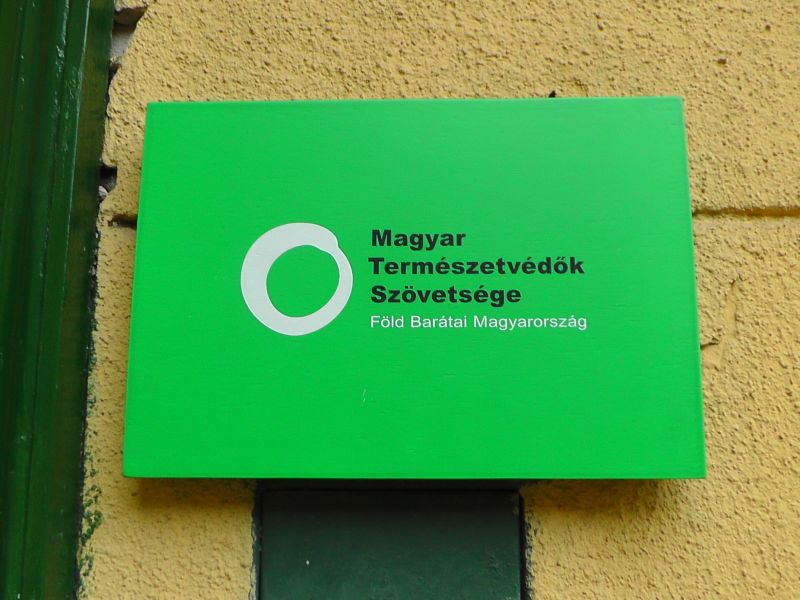 Magyar
Természetvédők
Szövetsége
Föld Barátai Magyarország